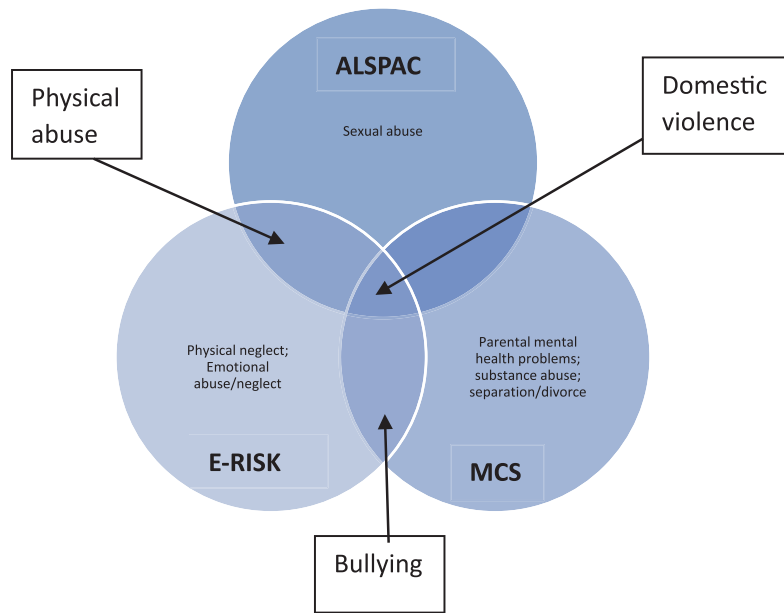 ALSPAC
Sexual abuse
Physical
abuse
Domestic
violence
Physical neglect;
Emotional
abuse/neglect
E-RISK
Parental mental
health problems;
substance abuse;
separation/divorce
MCS
Bullying